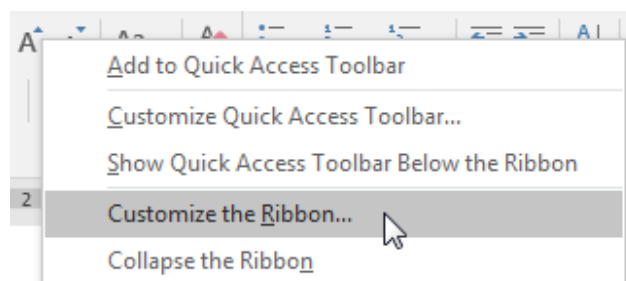 Add to Quick Access Toolbar
Customize Quick Access Toolbar...
Show Quick Access Toolbar Below the Ribbon
2
Customize the Ribbon...
Collapse the Ribbon